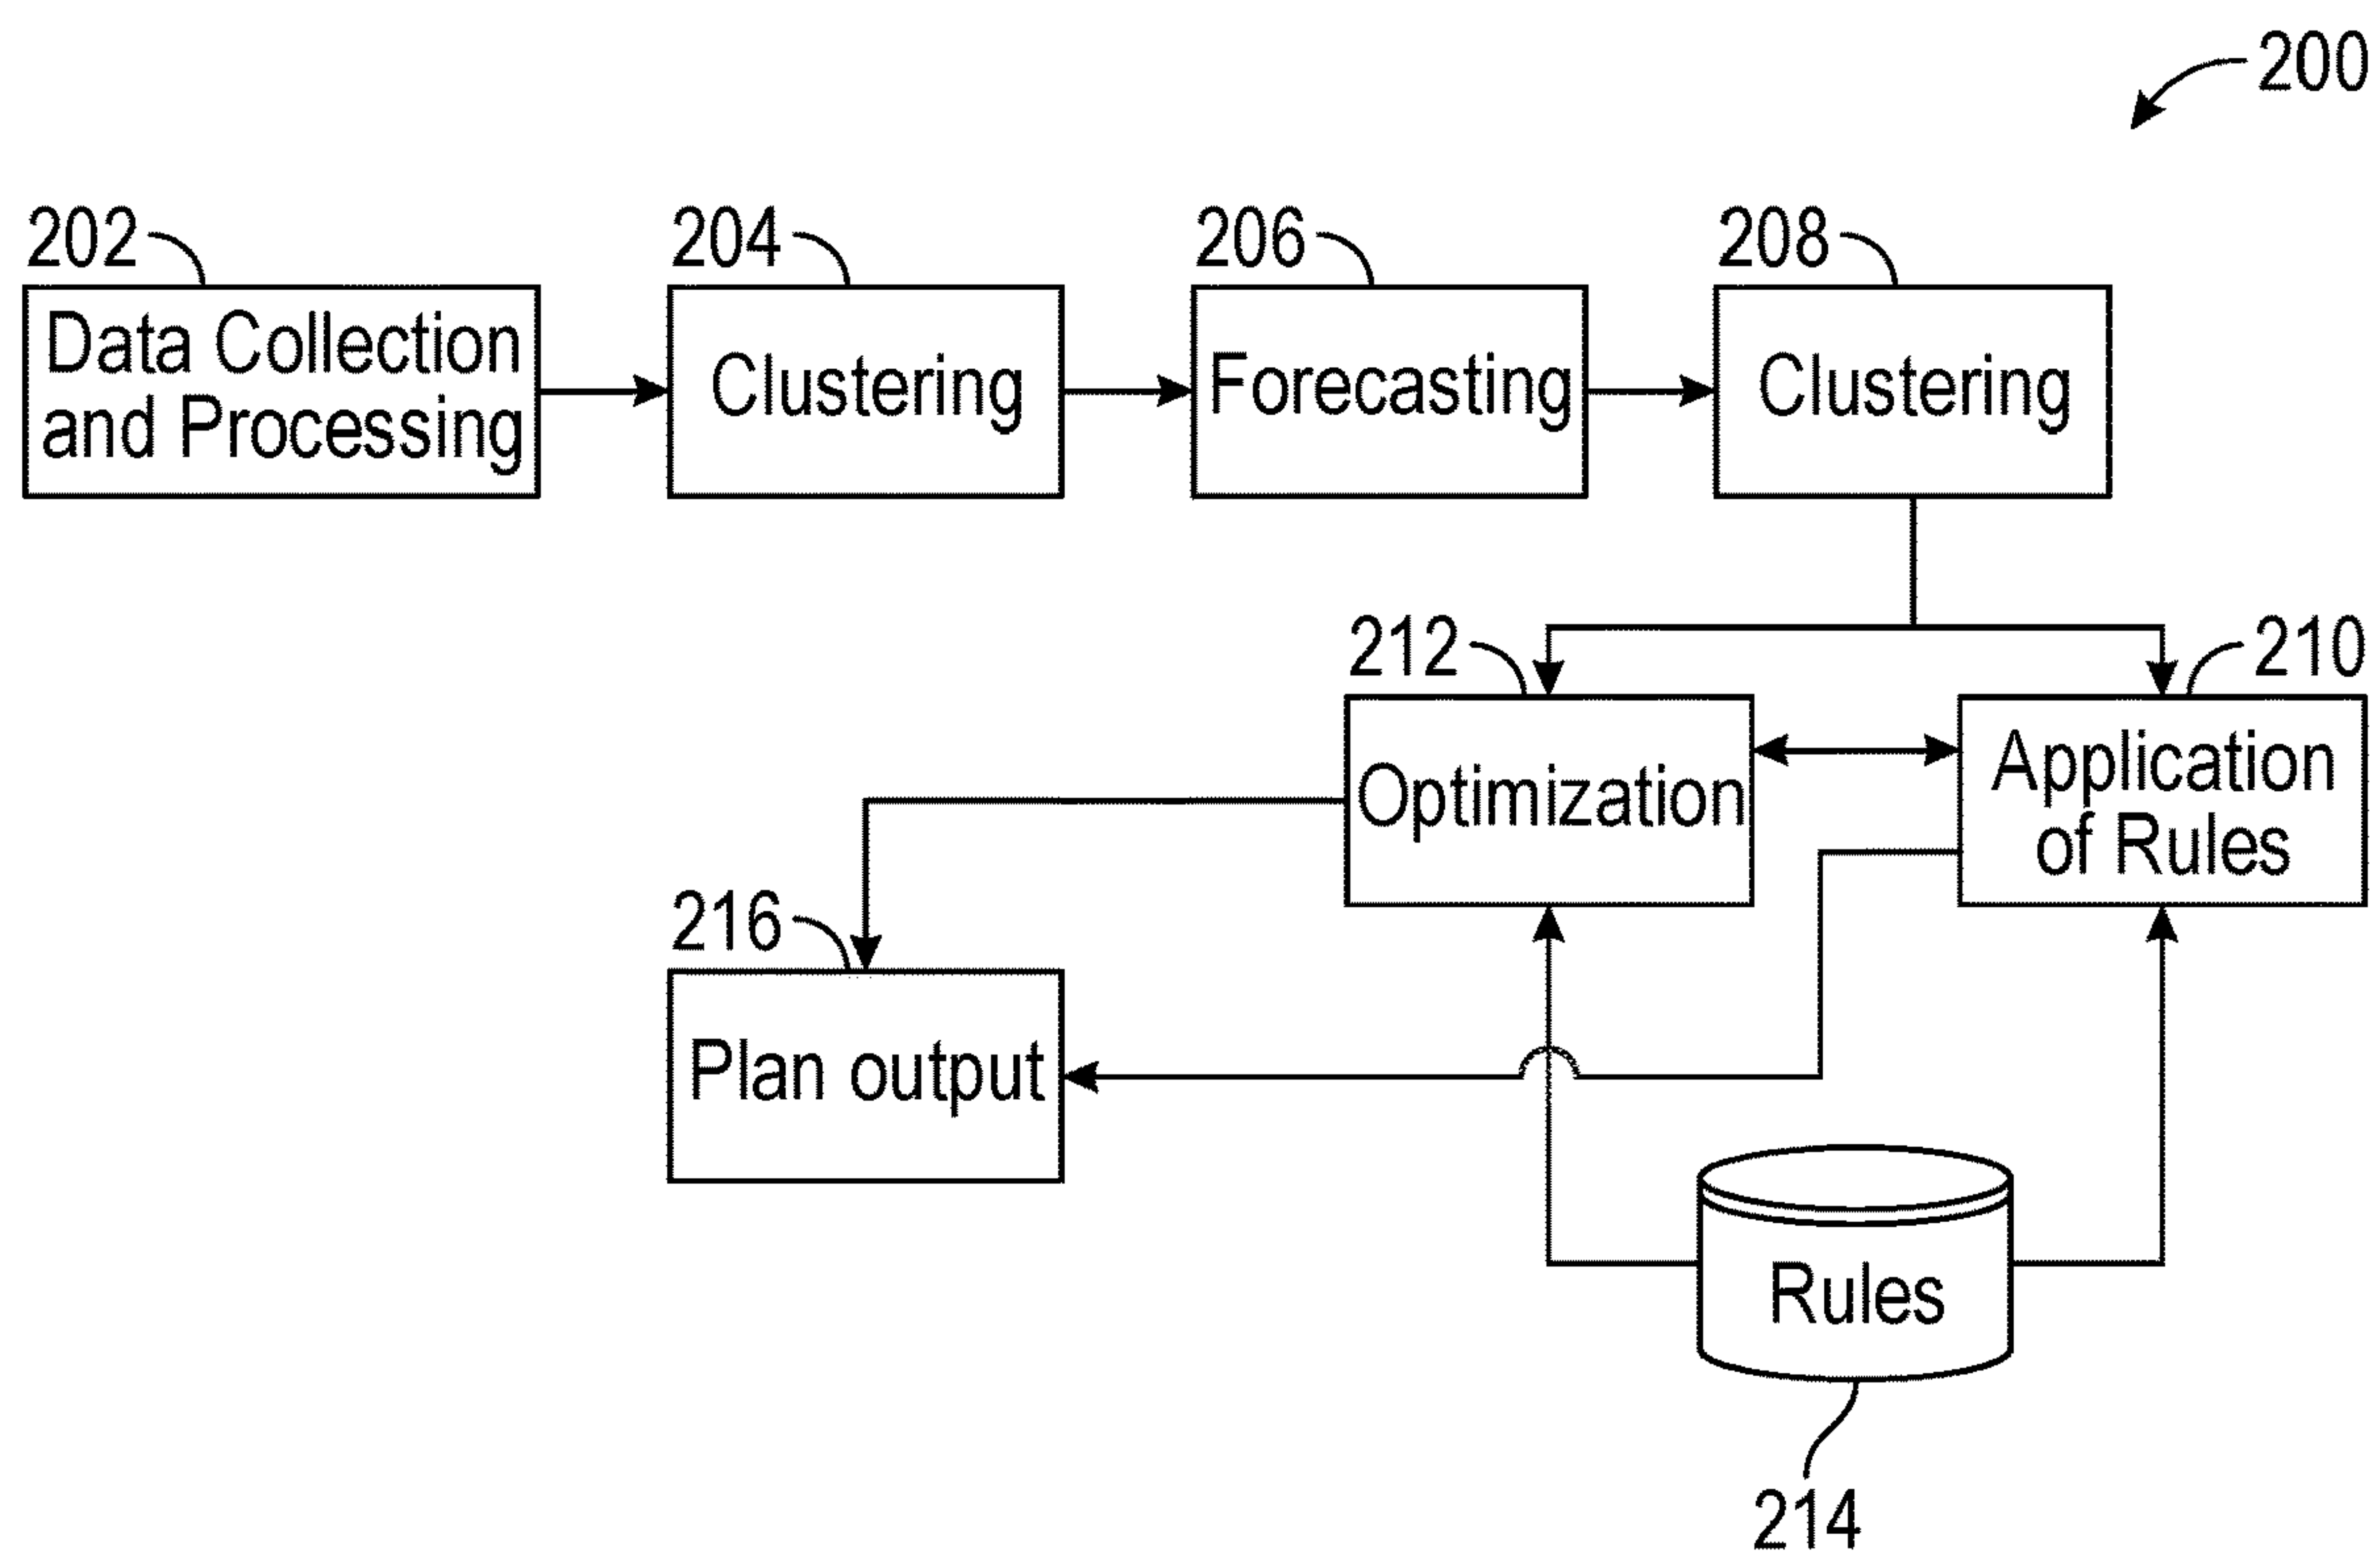 200
202
Data Collection
and Processing
204
Clustering
206
Forecasting
208
Clustering
212
Optimization
210
Application
of Rules
216
Plan output
Rules
214